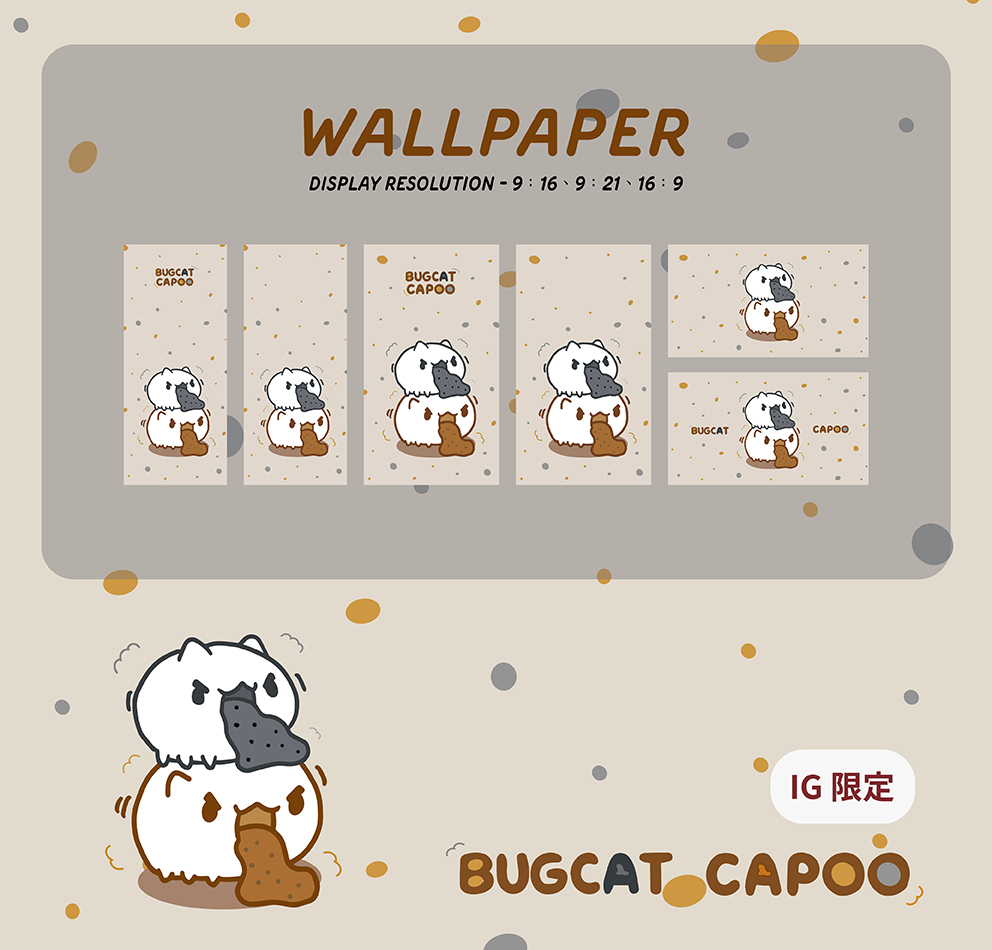 WALLPAPER
DISPLAY RESOLUTION - 9：16、9：21、16：9
BUGCAT
CAPOO
BUGCAT
CAPOO
BUGCAT CAPOO
IG 限定
BUGCAT CAPOO